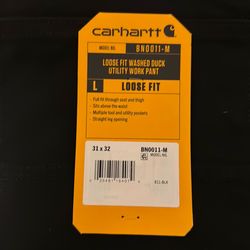 carhartt
MODEL NO.
BN0011-M
LOOSE FIT WASHED DUCK
UTILITY WORK PANT
L LOOSE FIT
- Full fit through seat and thigh
- Sits above the waist
- Multiple tool and utility pockets
- Straight leg opening
31 x 32
BN0011-M
MODEL NO.